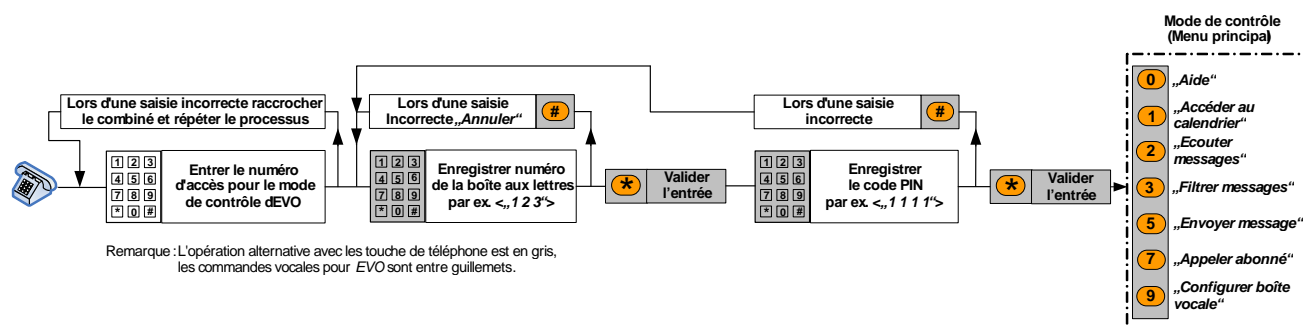 Mode de contrôle
(Menu principal)
Lors d'une saisie incorrecte raccrocher
le combiné et répéter le processus
Lors d'une saisie
Incorrecte „Annuler“
#
Lors d'une saisie
incorrecte
#
1 2 3
4 5 6
7 8 9
* 0 #
Entrer le numéro
d'accès pour le mode
de contrôle dEVO
1 2 3
4 5 6
7 8 9
* 0 #
Enregistrer numéro
de la boîte aux lettres
par ex. <„1 2 3“>
*
Valider
l'entrée
1 2 3
4 5 6
7 8 9
* 0 #
Enregistrer
le code PIN
par ex. <„1 1 1 1“>
*
Valider
l'entrée
0 „Aide“
1 „Accéder au
calendrier“
2 „Ecouter
messages“
3 „Filtrer messages“
5 „Envoyer message“
7 „Appeler abonné“
9 „Configurer boîte
vocale“
Remarque : L'opération alternative avec les touche de téléphone est en gris,
les commandes vocales pour EVO sont entre guillemets.